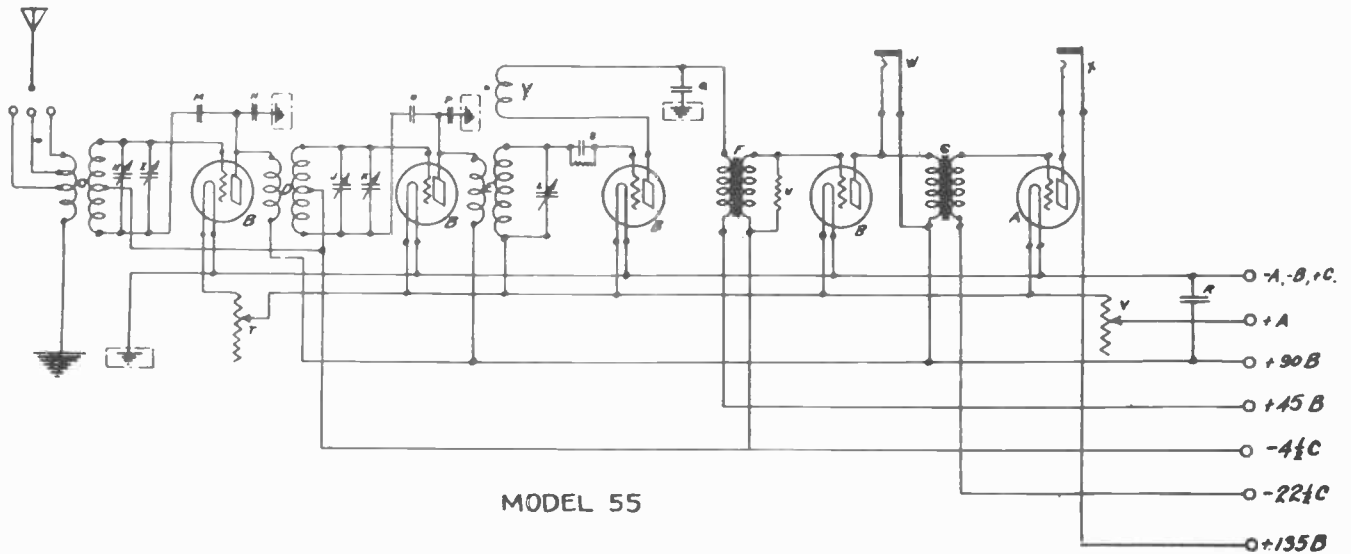 M
N
O
P
Y
Q
W
X
H
I
J
K
L
S
F
U
G
B
B
B
B
A
T
V
R
-A,-B,+C.
+A
+90B
+45B
-4½C
-22½C
+135B
MODEL 55